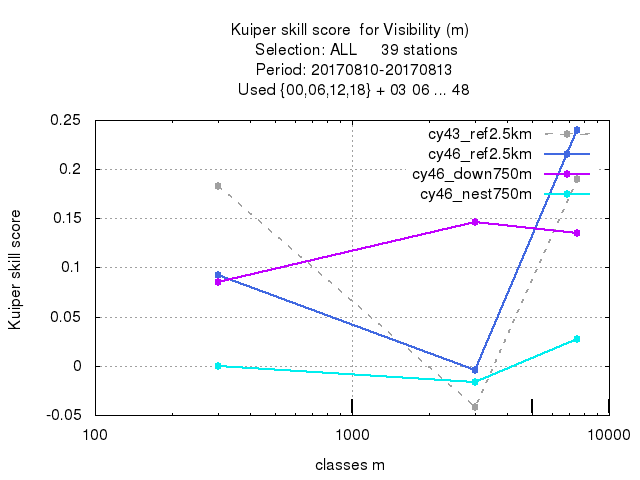 Kuiper skill score  for Visibility (m)
Selection: ALL     39 stations
Period: 20170810-20170813
Used {00,06,12,18} + 03 06 ... 48
0.25
0.2
0.15
0.1
0.05
0
-0.05
Kuiper skill score
cy43_ref2.5km
cy46_ref2.5km
cy46_down750m
cy46_nest750m
100
1000
10000
classes m